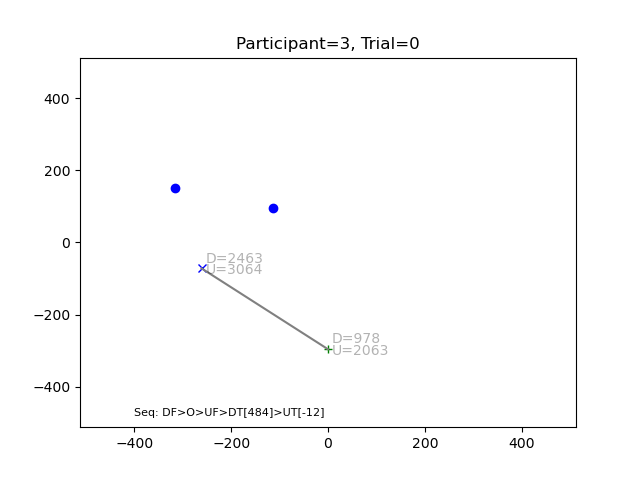 Participant=3, Trial=0
400
200
0
−200
−400
D=2463
U=3064
D=978
U=2063
Seq: DF>O>UF>DT[484]>UT[-12]
−400
−200
0
200
400